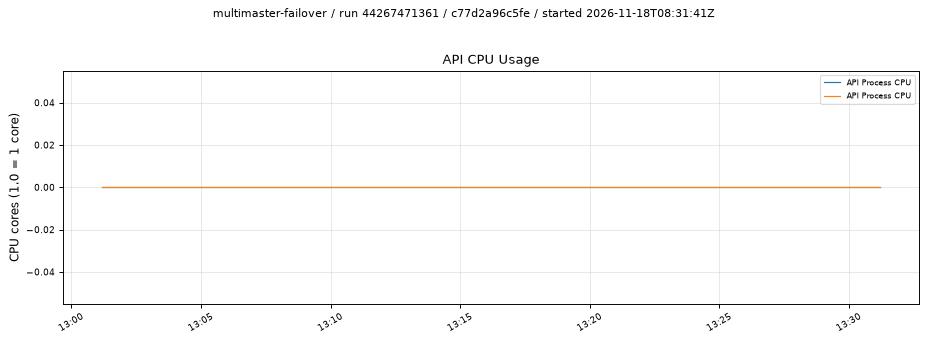 multimaster-failover / run 44267471361 / c77d2a96c5fe / started 2026-11-18T08:31:41Z
API CPU Usage
API Process CPU
API Process CPU
CPU cores (1.0 = 1 core)
0.04
0.02
0.00
−0.02
−0.04
13:00
13:05
13:10
13:15
13:20
13:25
13:30